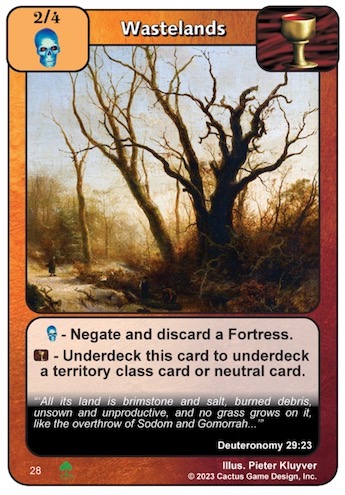 2/4
Wastelands
- Negate and discard a Fortress.
- Underdeck this card to underdeck
a territory class card or neutral card.
"'All its land is brimstone and salt, burned debris,
unsown and unproductive, and no grass grows on it,
like the overthrow of Sodom and Gomorrah...'"
Deuteronomy 29:23
Illus. Pieter Kluyver
28
© 2023 Cactus Game Design, Inc.